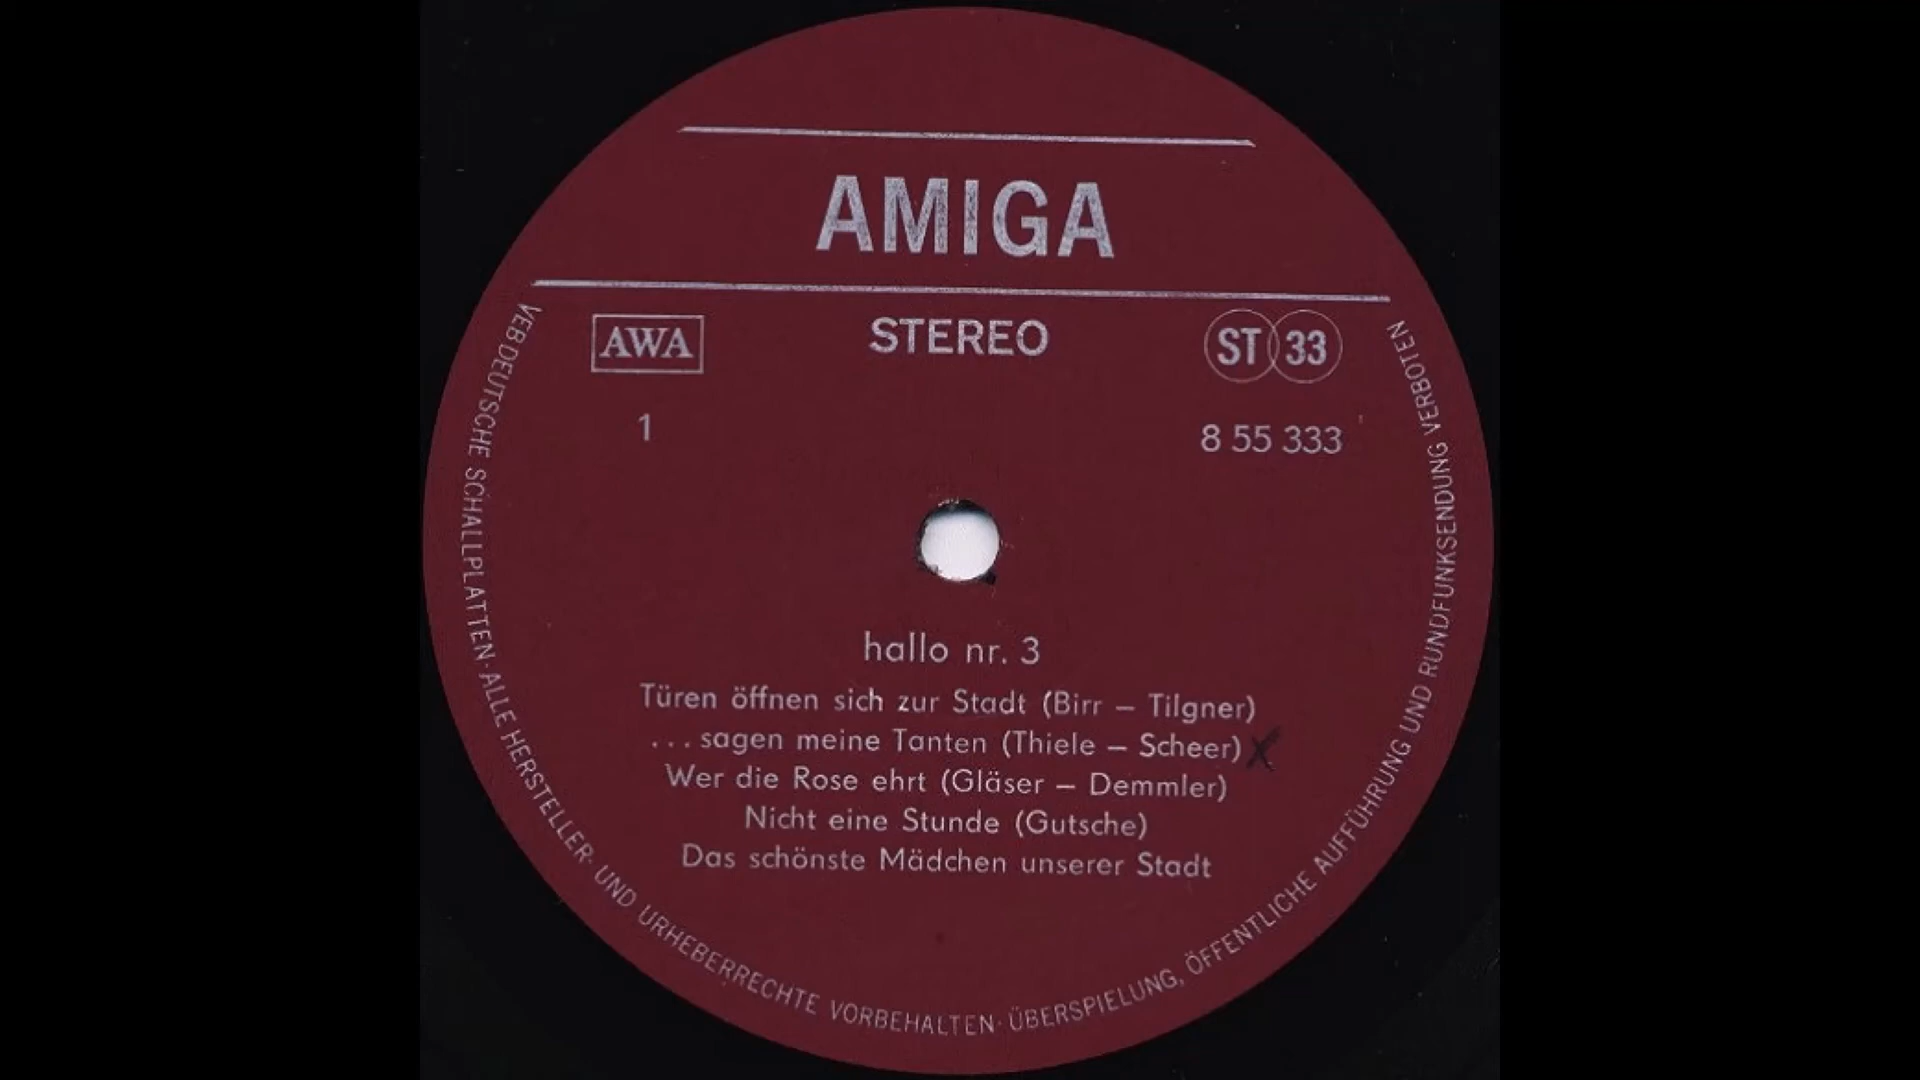 AMIGA
AWA
STEREO
ST 33
1
8 55 333
hallo nr. 3
Türen öffnen sich zur Stadt (Birr – Tilgner)
...sagen meine Tanten (Thiele – Scheer) X
Wer die Rose ehrt (Gläser – Demmler)
Nicht eine Stunde (Gutsche)
Das schönste Mädchen unserer Stadt
VEB DEUTSCHE SCHALLPLATTEN · ALLE HERSTELLER- UND URHEBERRECHTE VORBEHALTEN · ÜBERSPIELUNG, ÖFFENTLICHE AUFFÜHRUNG UND RUNDFUNKSENDUNG VERBOTEN